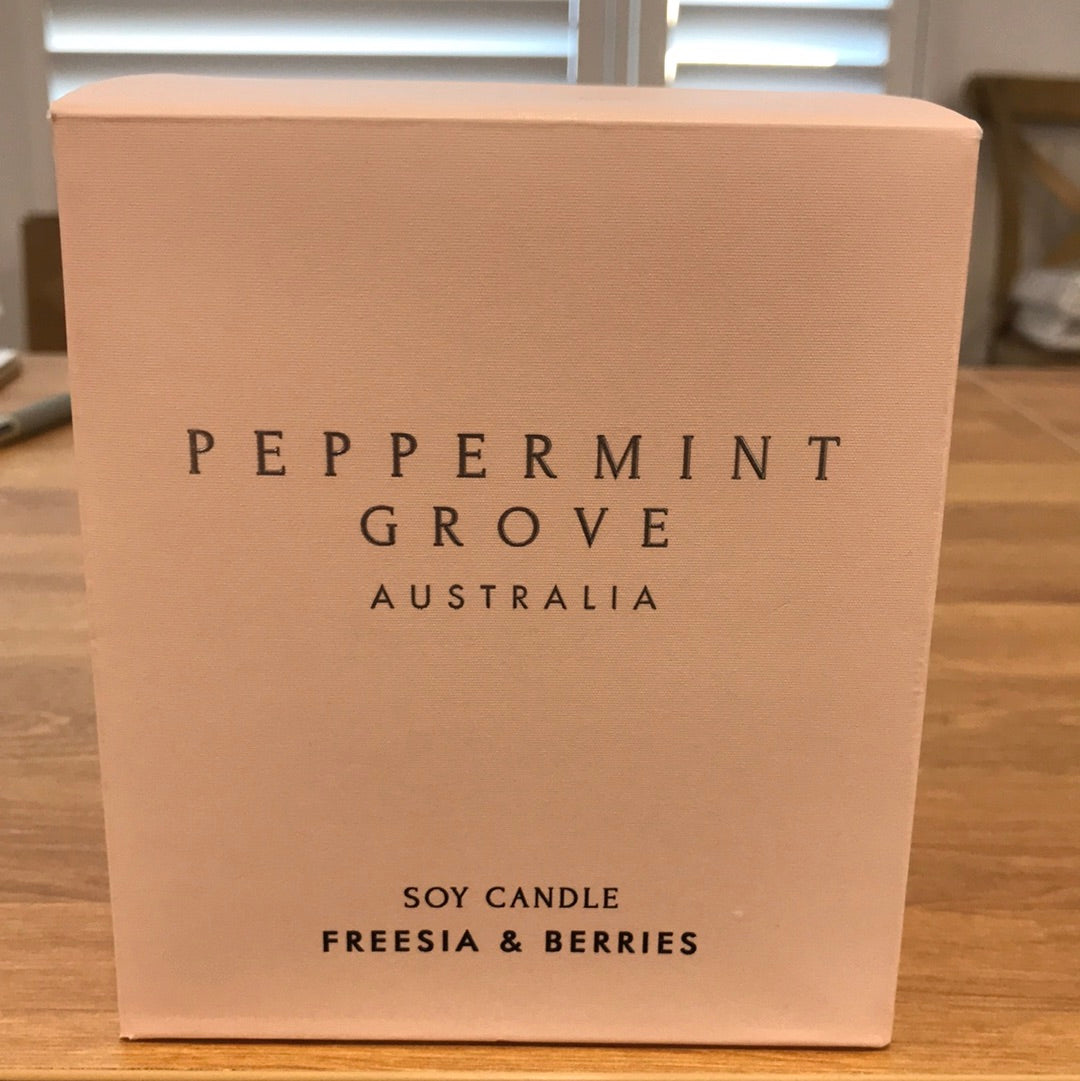 PEPPERMINT
GROVE
AUSTRALIA
SOY CANDLE
FREESIA & BERRIES